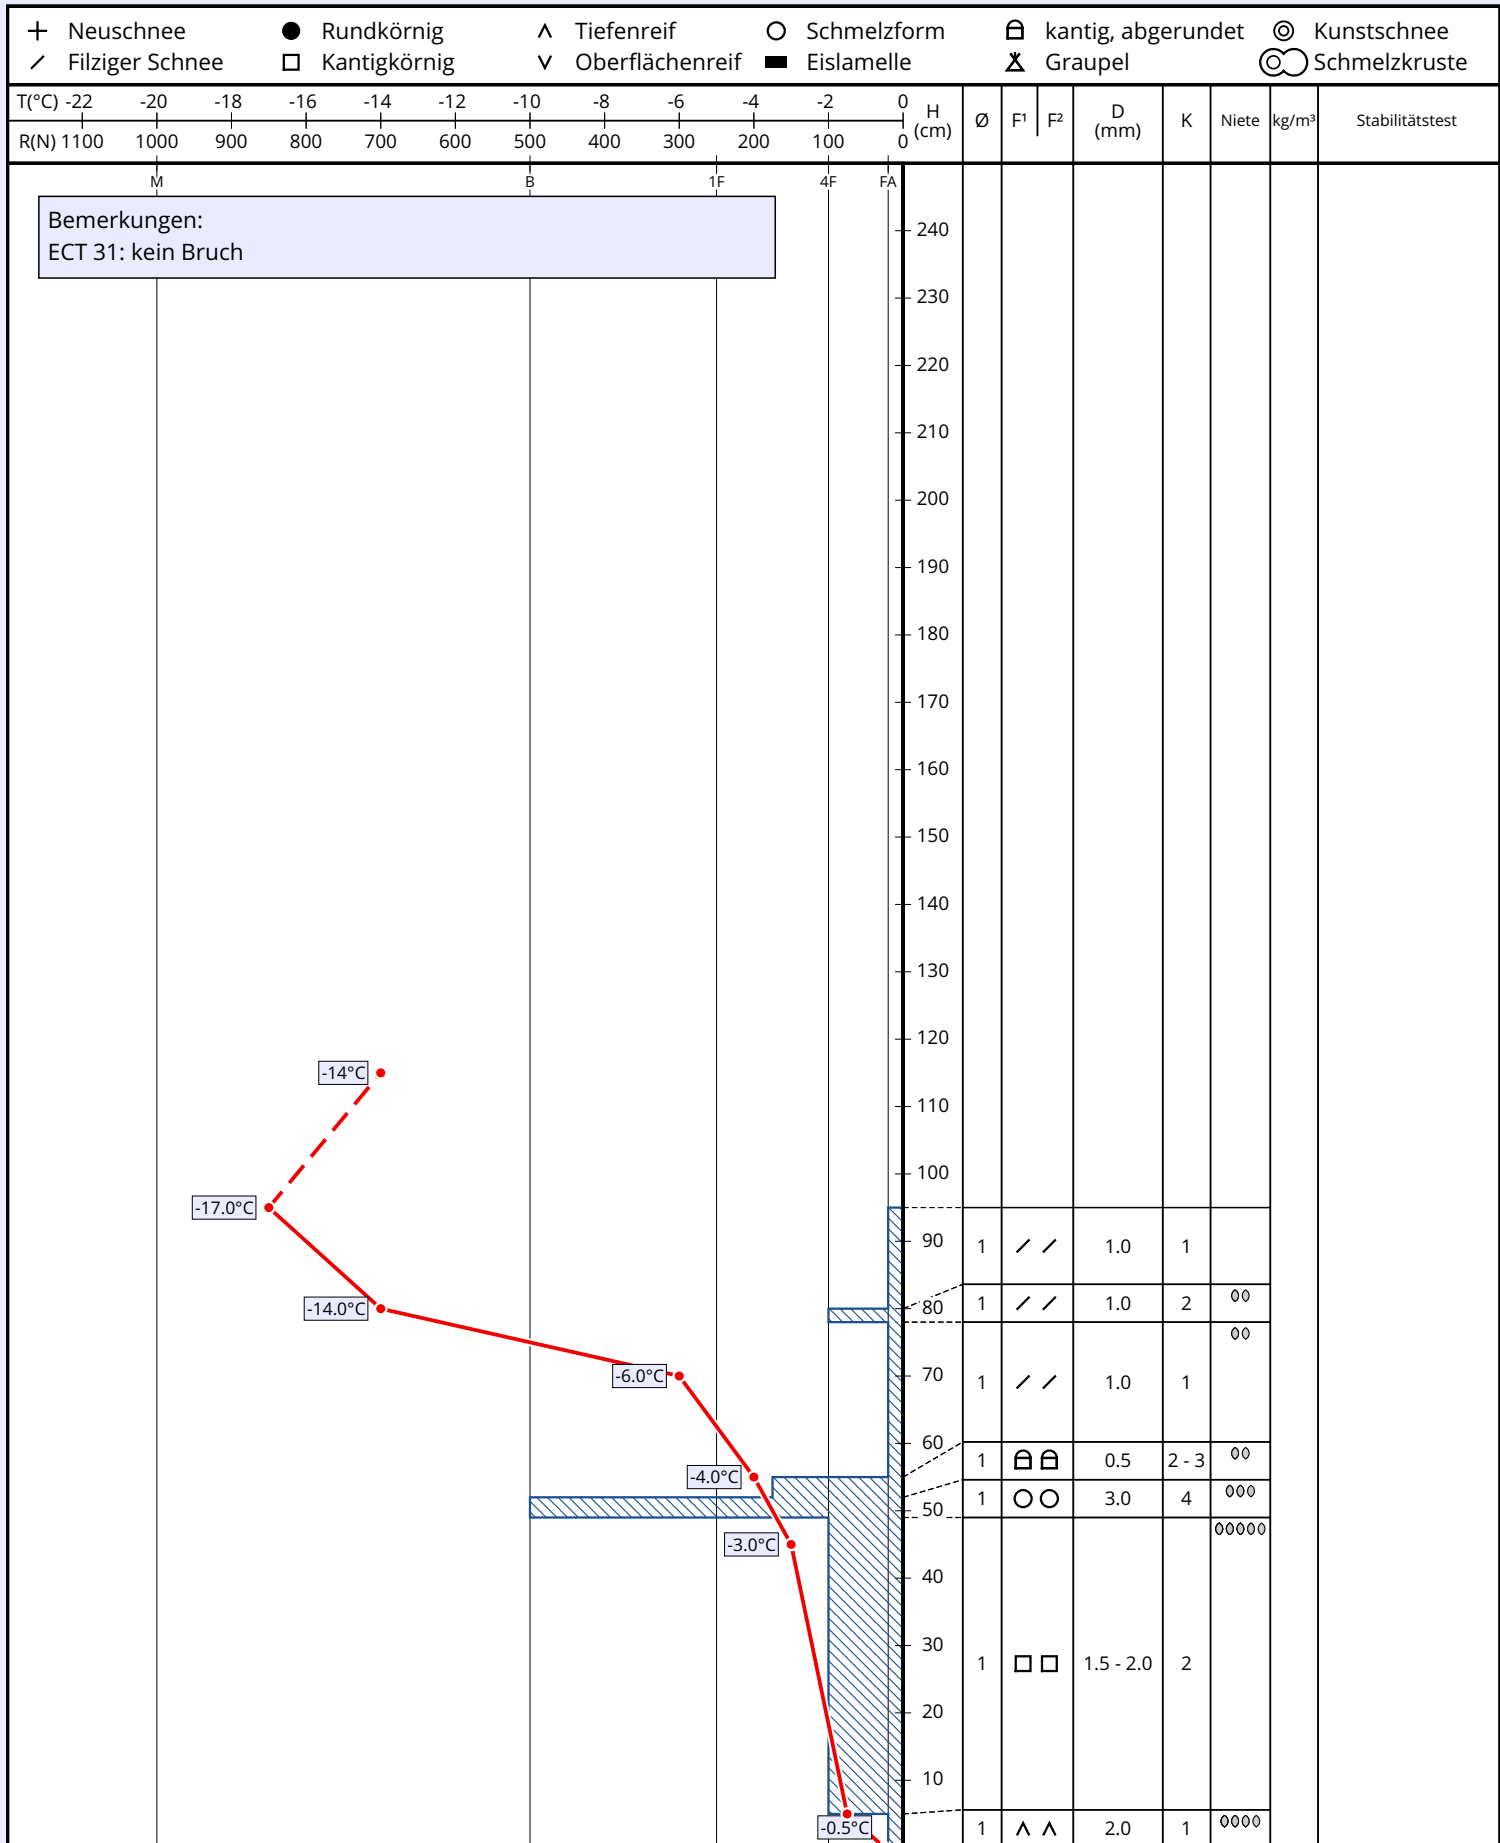 Neuschnee Rundkörnig Tiefenreif Schmelzform kantig, abgerundet Kunstschnee
Filziger Schnee Kantigkörnig Oberflächenreif Eislamelle Graupel Schmelzkruste
T(°C) -22 -20 -18 -16 -14 -12 -10 -8 -6 -4 -2 0
R(N) 1100 1000 900 800 700 600 500 400 300 200 100 0
H (cm) Ø F¹ F² D (mm) K Niete kg/m³ Stabilitätstest
M B 1F 4F FA
Bemerkungen:
ECT 31: kein Bruch
240
230
220
210
200
190
180
170
160
150
140
130
120
-14°C
110
100
-17.0°C
90 1 1.0 1
-14.0°C 80 1 1.0 2
-6.0°C 70 1 1.0 1
60
-4.0°C 1 0.5 2 - 3
50 1 3.0 4
-3.0°C
40
30
1 1.5 - 2.0 2
20
10
-0.5°C 1 2.0 1